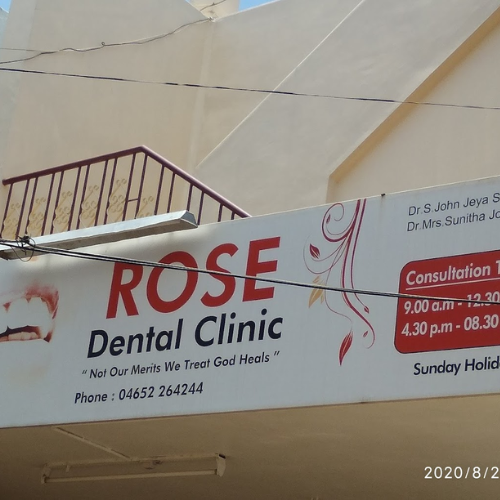 Dr.S.John Jeya S
Dr.Mrs.Sunitha Jo
ROSE
Dental Clinic
" Not Our Merits We Treat God Heals "
Phone : 04652 264244
Consultation T
9.00 a.m - 12.30
4.30 p.m - 08.30
Sunday Holid
2020/8/2